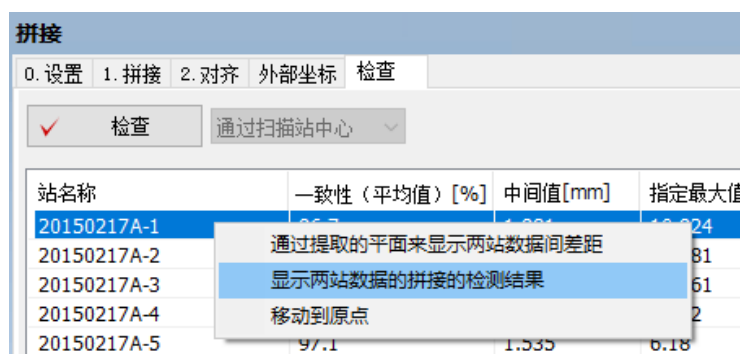 拼接
0.设置 1.拼接 2.对齐 外部坐标 检查
检查 通过扫描站中心
站名称 一致性（平均值）[%] 中间值[mm] 指定最大值
20150217A-1
通过提取的平面来显示两站数据间差距
20150217A-2 81
显示两站数据的拼接的检测结果
20150217A-3 61
20150217A-4 2
移动到原点
20150217A-5 97.1 1.535 6.18